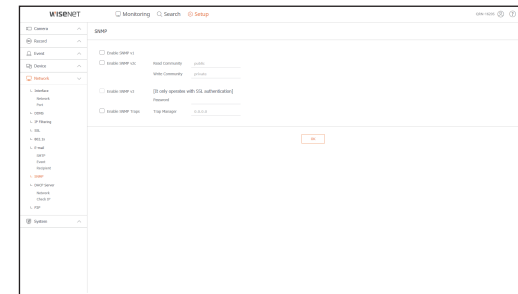 WISENET
Monitoring
Search
Setup
Camera
Record
Event
Device
Network
Interface
Network
Port
DDNS
IP Filtering
SSL
802.1x
E-mail
SMTP
Event
Recipient
SNMP
DHCP Server
Network
Check IP
P2P
System
SNMP
Enable SNMP v1
Enable SNMP v2c Read Community public
Write Community private
Enable SNMP v3 [It only operates with SSL authentication]
Password
Enable SNMP Traps Trap Manager 0.0.0.0